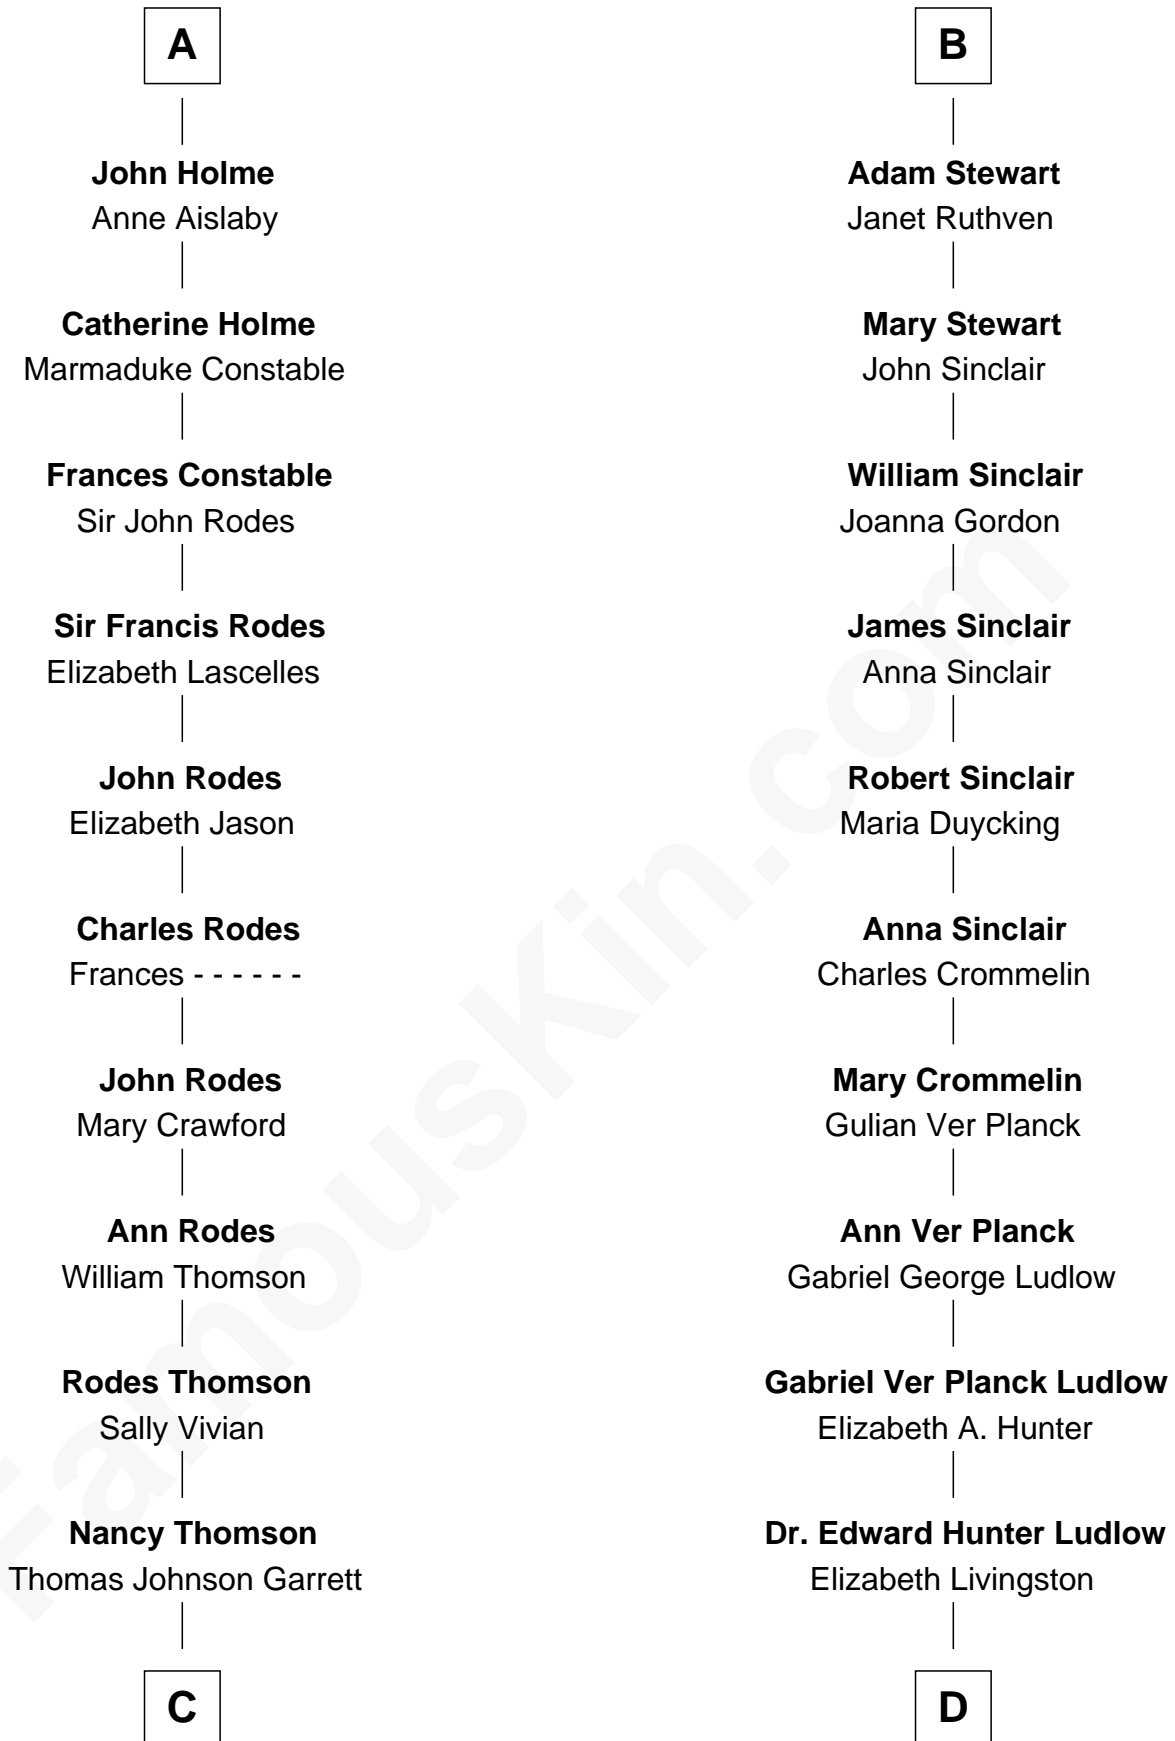 A
John Holme
Anne Aislaby
Catherine Holme
Marmaduke Constable
Frances Constable
Sir John Rodes
Sir Francis Rodes
Elizabeth Lascelles
John Rodes
Elizabeth Jason
Charles Rodes
Frances - - - - - -
John Rodes
Mary Crawford
Ann Rodes
William Thomson
Rodes Thomson
Sally Vivian
Nancy Thomson
Thomas Johnson Garrett
C
B
Adam Stewart
Janet Ruthven
Mary Stewart
John Sinclair
William Sinclair
Joanna Gordon
James Sinclair
Anna Sinclair
Robert Sinclair
Maria Duycking
Anna Sinclair
Charles Crommelin
Mary Crommelin
Gulian Ver Planck
Ann Ver Planck
Gabriel George Ludlow
Gabriel Ver Planck Ludlow
Elizabeth A. Hunter
Dr. Edward Hunter Ludlow
Elizabeth Livingston
D
FamousKin.com